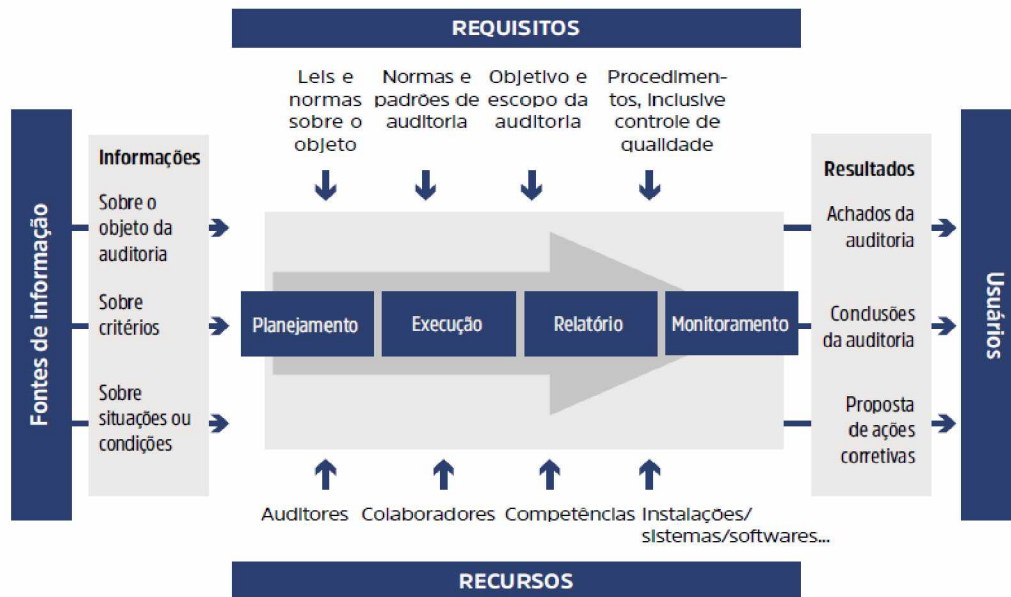 REQUISITOS
Leis e
normas
sobre o
objeto
Normas e
padrões de
auditoria
Objetivo e
escopo da
auditoria
Procedimen-
tos, inclusive
controle de
qualidade
Fontes de informação
Informações
Sobre o
objeto da
auditoria
Sobre
critérios
Sobre
situações ou
condições
Planejamento
Execução
Relatório
Monitoramento
Resultados
Achados da
auditoria
Conclusões
da auditoria
Proposta
de ações
corretivas
Usuários
Auditores
Colaboradores
Competências
Instalações/
sistemas/softwares...
RECURSOS